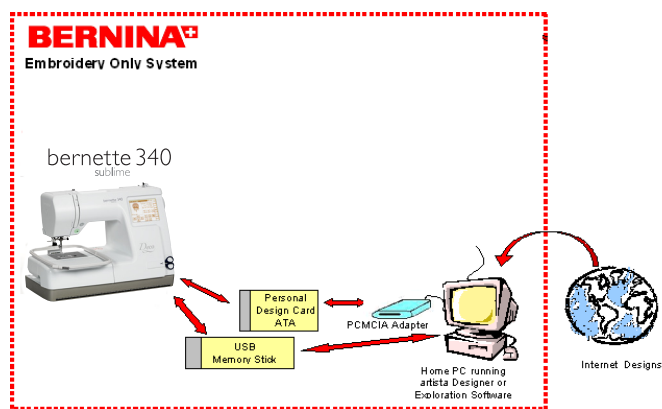 BERNINA
Embroidery Only System
bernette 340
sublime
Personal
Design Card
ATA
PCMCIA Adapter
USB
Memory Stick
Home PC running
artista Designer or
Exploration Software
Internet Designs